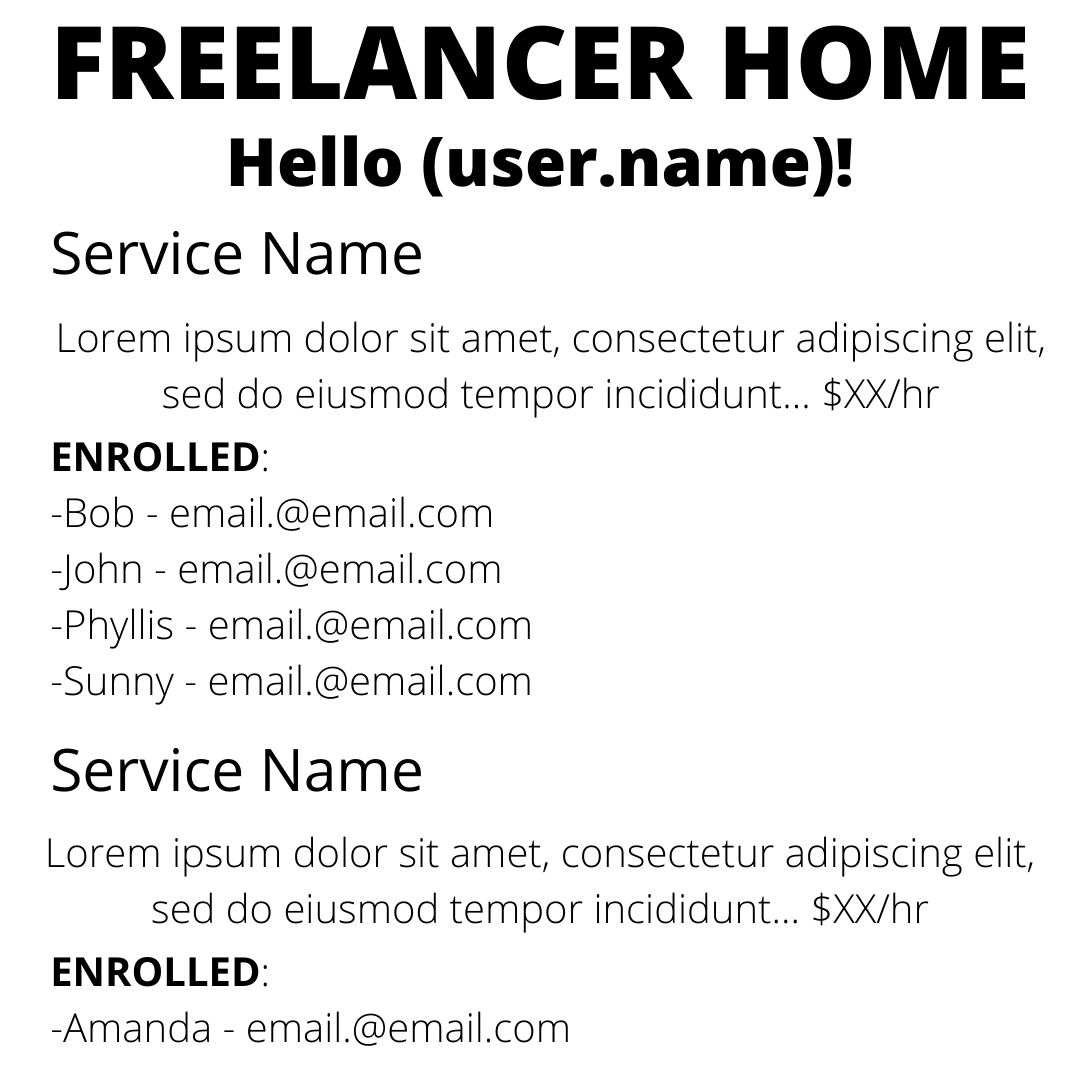 FREELANCER HOME
Hello (user.name)!
Service Name
Lorem ipsum dolor sit amet, consectetur adipiscing elit,
sed do eiusmod tempor incididunt... $XX/hr
ENROLLED:
-Bob - email.@email.com
-John - email.@email.com
-Phyllis - email.@email.com
-Sunny - email.@email.com
Service Name
Lorem ipsum dolor sit amet, consectetur adipiscing elit,
sed do eiusmod tempor incididunt... $XX/hr
ENROLLED:
-Amanda - email.@email.com